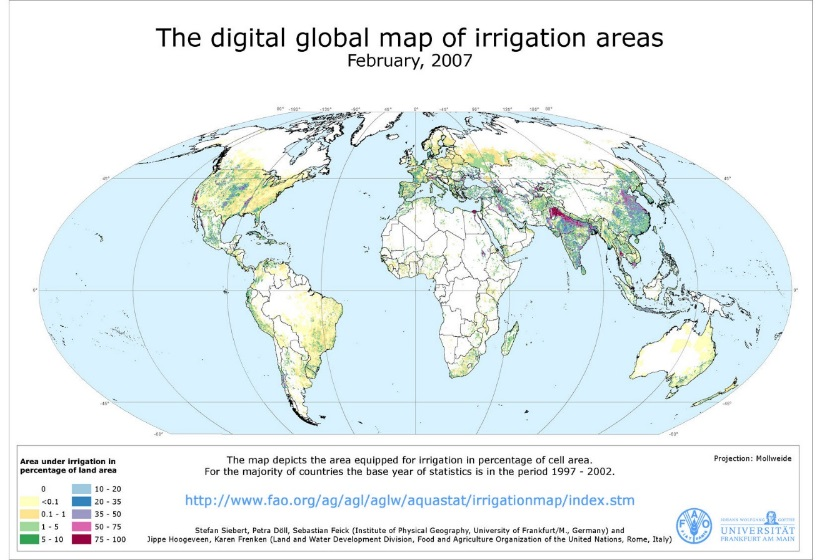 The digital global map of irrigation areas
February, 2007
Area under irrigation in
percentage of land area
0
<0.1
0.1 - 1
1 - 5
5 - 10
10 - 20
20 - 35
35 - 50
50 - 75
75 - 100
The map depicts the area equipped for irrigation in percentage of cell area.
For the majority of countries the base year of statistics is in the period 1997 - 2002.
http://www.fao.org/ag/agl/aglw/aquastat/irrigationmap/index.stm
Stefan Siebert, Petra Döll, Sebastian Feick (Institute of Physical Geography, University of Frankfurt/M., Germany) and
Jippe Hoogeveen, Karen Frenken (Land and Water Development Division, Food and Agriculture Organization of the United Nations, Rome, Italy)
Projection: Mollweide
FAO
UNIVERSITÄT
FRANKFURT AM MAIN